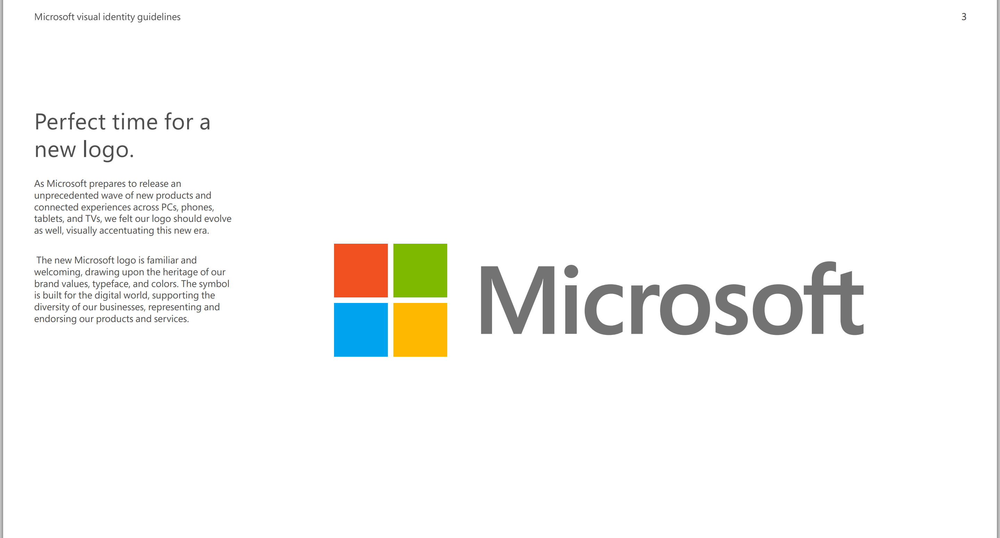 Microsoft visual identity guidelines
3
Perfect time for a
new logo.
As Microsoft prepares to release an
unprecedented wave of new products and
connected experiences across PCs, phones,
tablets, and TVs, we felt our logo should evolve
as well, visually accentuating this new era.
The new Microsoft logo is familiar and
welcoming, drawing upon the heritage of our
brand values, typeface, and colors. The symbol
is built for the digital world, supporting the
diversity of our businesses, representing and
endorsing our products and services.
Microsoft